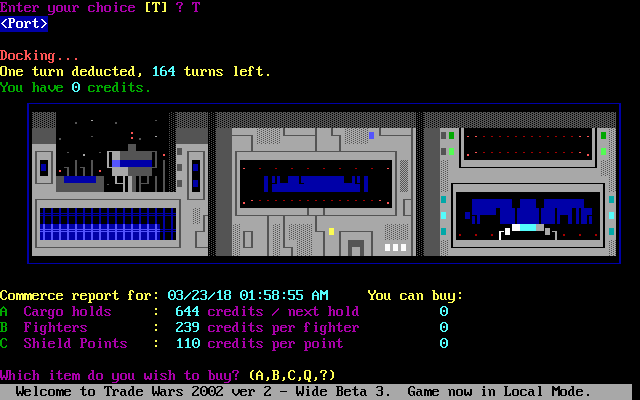 Enter your choice [T] ? T
<Port>
Docking...
One turn deducted, 164 turns left.
You have 0 credits.
Commerce report for: 03/23/18 01:58:55 AM You can buy:
A Cargo holds : 644 credits / next hold 0
B Fighters : 239 credits per fighter 0
C Shield Points : 110 credits per point 0
Which item do you wish to buy? (A,B,C,Q,?)
Welcome to Trade Wars 2002 ver 2 - Wide Beta 3. Game now in Local Mode.